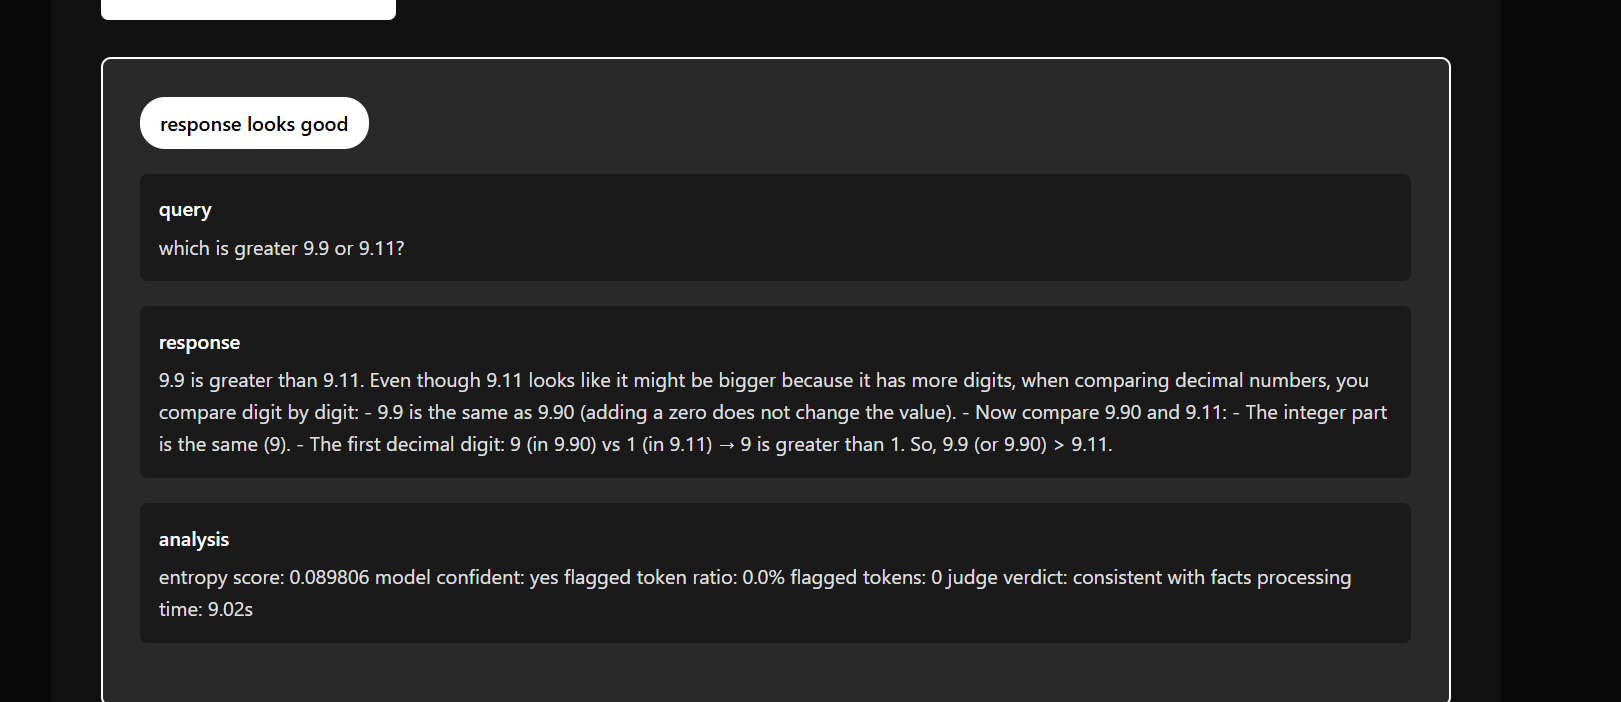 response looks good
query
which is greater 9.9 or 9.11?
response
9.9 is greater than 9.11. Even though 9.11 looks like it might be bigger because it has more digits, when comparing decimal numbers, you
compare digit by digit: - 9.9 is the same as 9.90 (adding a zero does not change the value). - Now compare 9.90 and 9.11: - The integer part
is the same (9). - The first decimal digit: 9 (in 9.90) vs 1 (in 9.11) → 9 is greater than 1. So, 9.9 (or 9.90) > 9.11.
analysis
entropy score: 0.089806 model confident: yes flagged token ratio: 0.0% flagged tokens: 0 judge verdict: consistent with facts processing
time: 9.02s